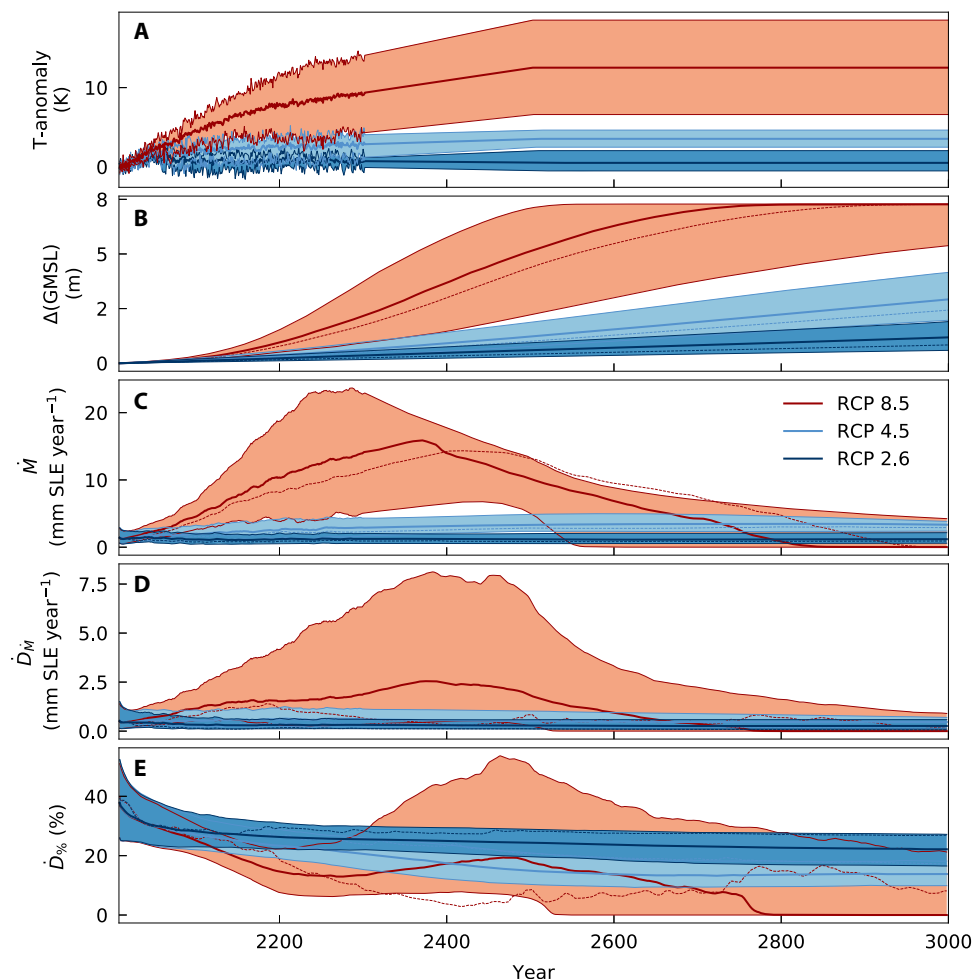 A
T-anomaly
(K)
10
0
B
Δ(GMSL)
(m)
8
5
2
0
C
Ṁ
(mm SLE year⁻¹)
20
10
0
RCP 8.5
RCP 4.5
RCP 2.6
D
Ḋ_Ṁ
(mm SLE year⁻¹)
7.5
5.0
2.5
0.0
E
Ḋ_% (%)
40
20
0
2200 2400 2600 2800 3000
Year